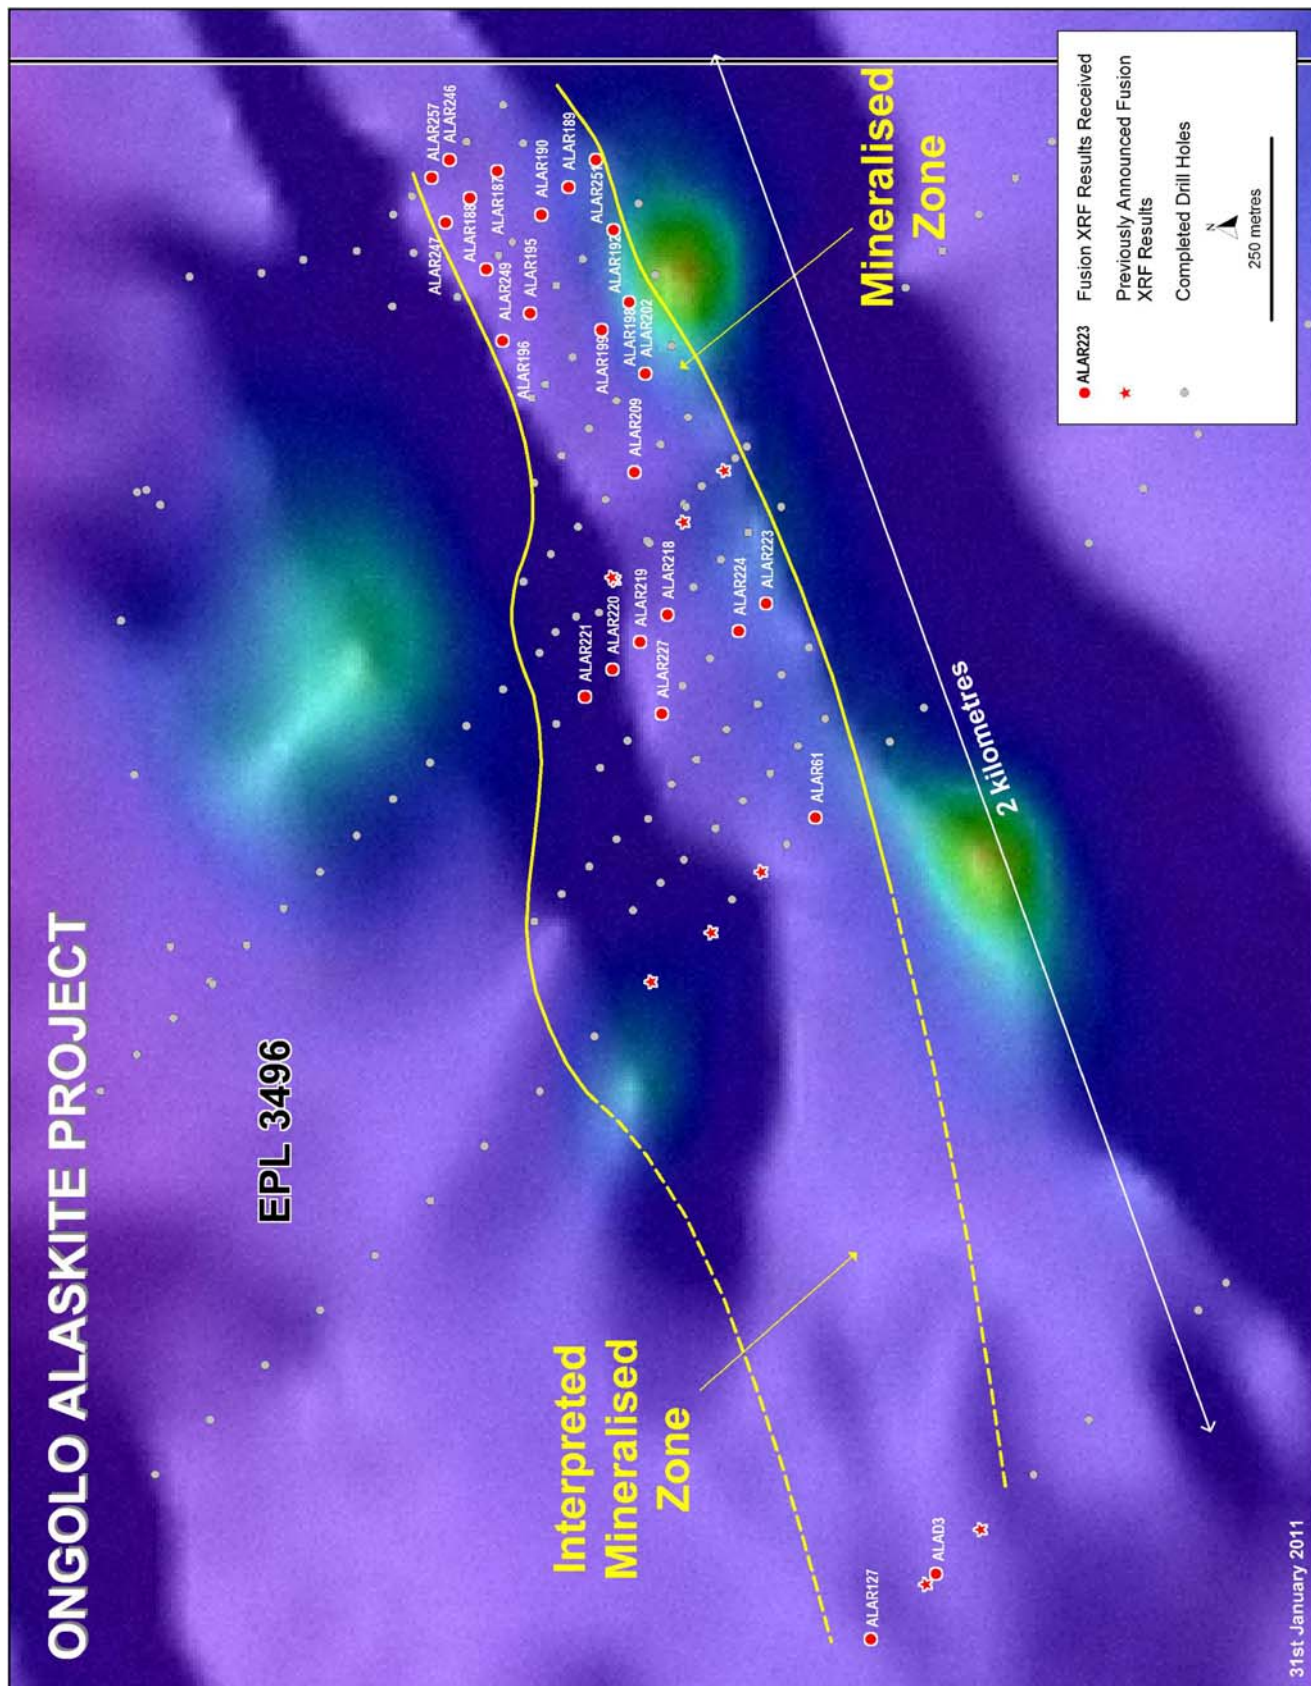 ONGOLO ALASKITE PROJECT
EPL 3496
ALAR257
ALAR246
ALAR247
ALAR188
ALAR187
ALAR249
ALAR195
ALAR190
ALAR189
ALAR251
ALAR192
ALAR196
ALAR199
ALAR198
ALAR202
ALAR209
ALAR221
ALAR220
ALAR219
ALAR218
ALAR227
ALAR224
ALAR223
ALAR61
ALAR127
ALAD3
Mineralised
Zone
Interpreted
Mineralised
Zone
2 kilometres
ALAR223
Fusion XRF Results Received
Previously Announced Fusion
XRF Results
Completed Drill Holes
N
250 metres
31st January 2011